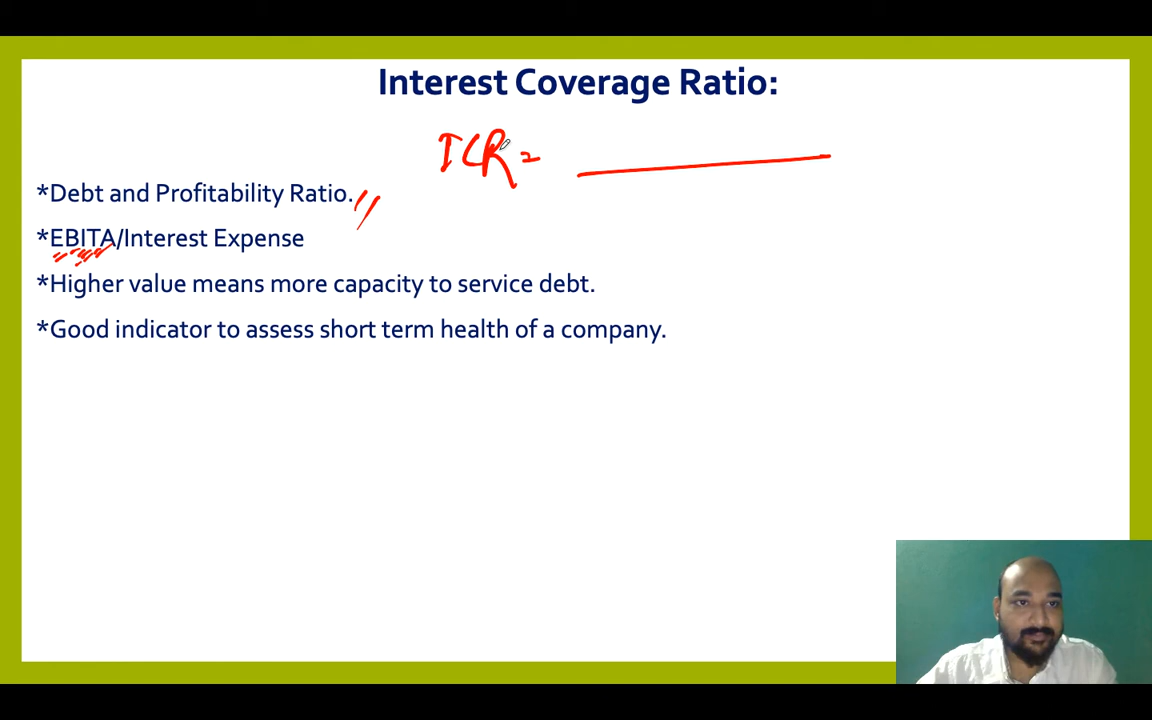 Interest Coverage Ratio:
ICR =
*Debt and Profitability Ratio.
*EBITA/Interest Expense
*Higher value means more capacity to service debt.
*Good indicator to assess short term health of a company.